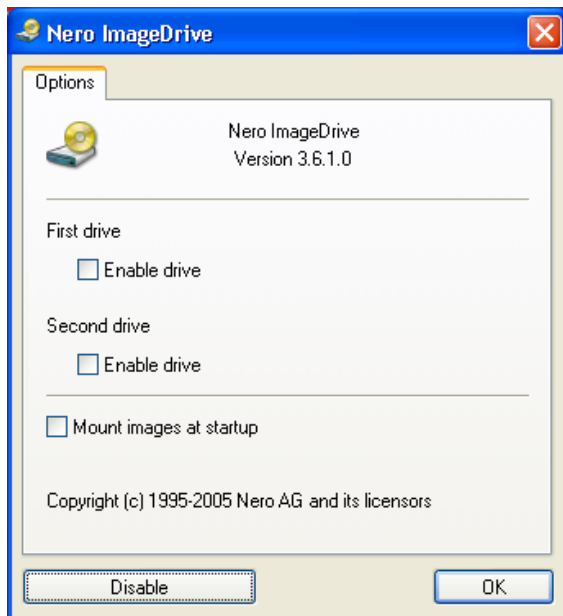 Nero ImageDrive
Options
Nero ImageDrive
Version 3.6.1.0
First drive
Enable drive
Second drive
Enable drive
Mount images at startup
Copyright (c) 1995-2005 Nero AG and its licensors
Disable
OK